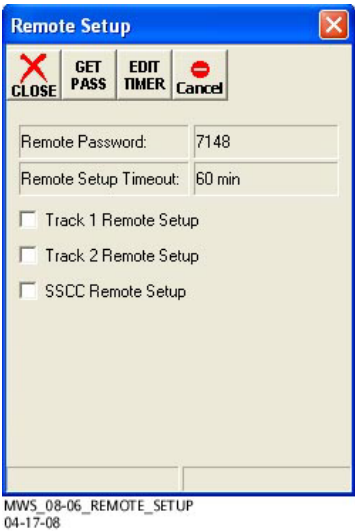 Remote Setup
CLOSE GET PASS EDIT TIMER Cancel
Remote Password: 7148
Remote Setup Timeout: 60 min
Track 1 Remote Setup
Track 2 Remote Setup
SSCC Remote Setup
MWS_08-06_REMOTE_SETUP
04-17-08